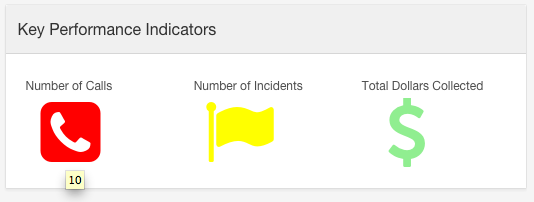 Key Performance Indicators
Number of Calls
Number of Incidents
Total Dollars Collected
$
10